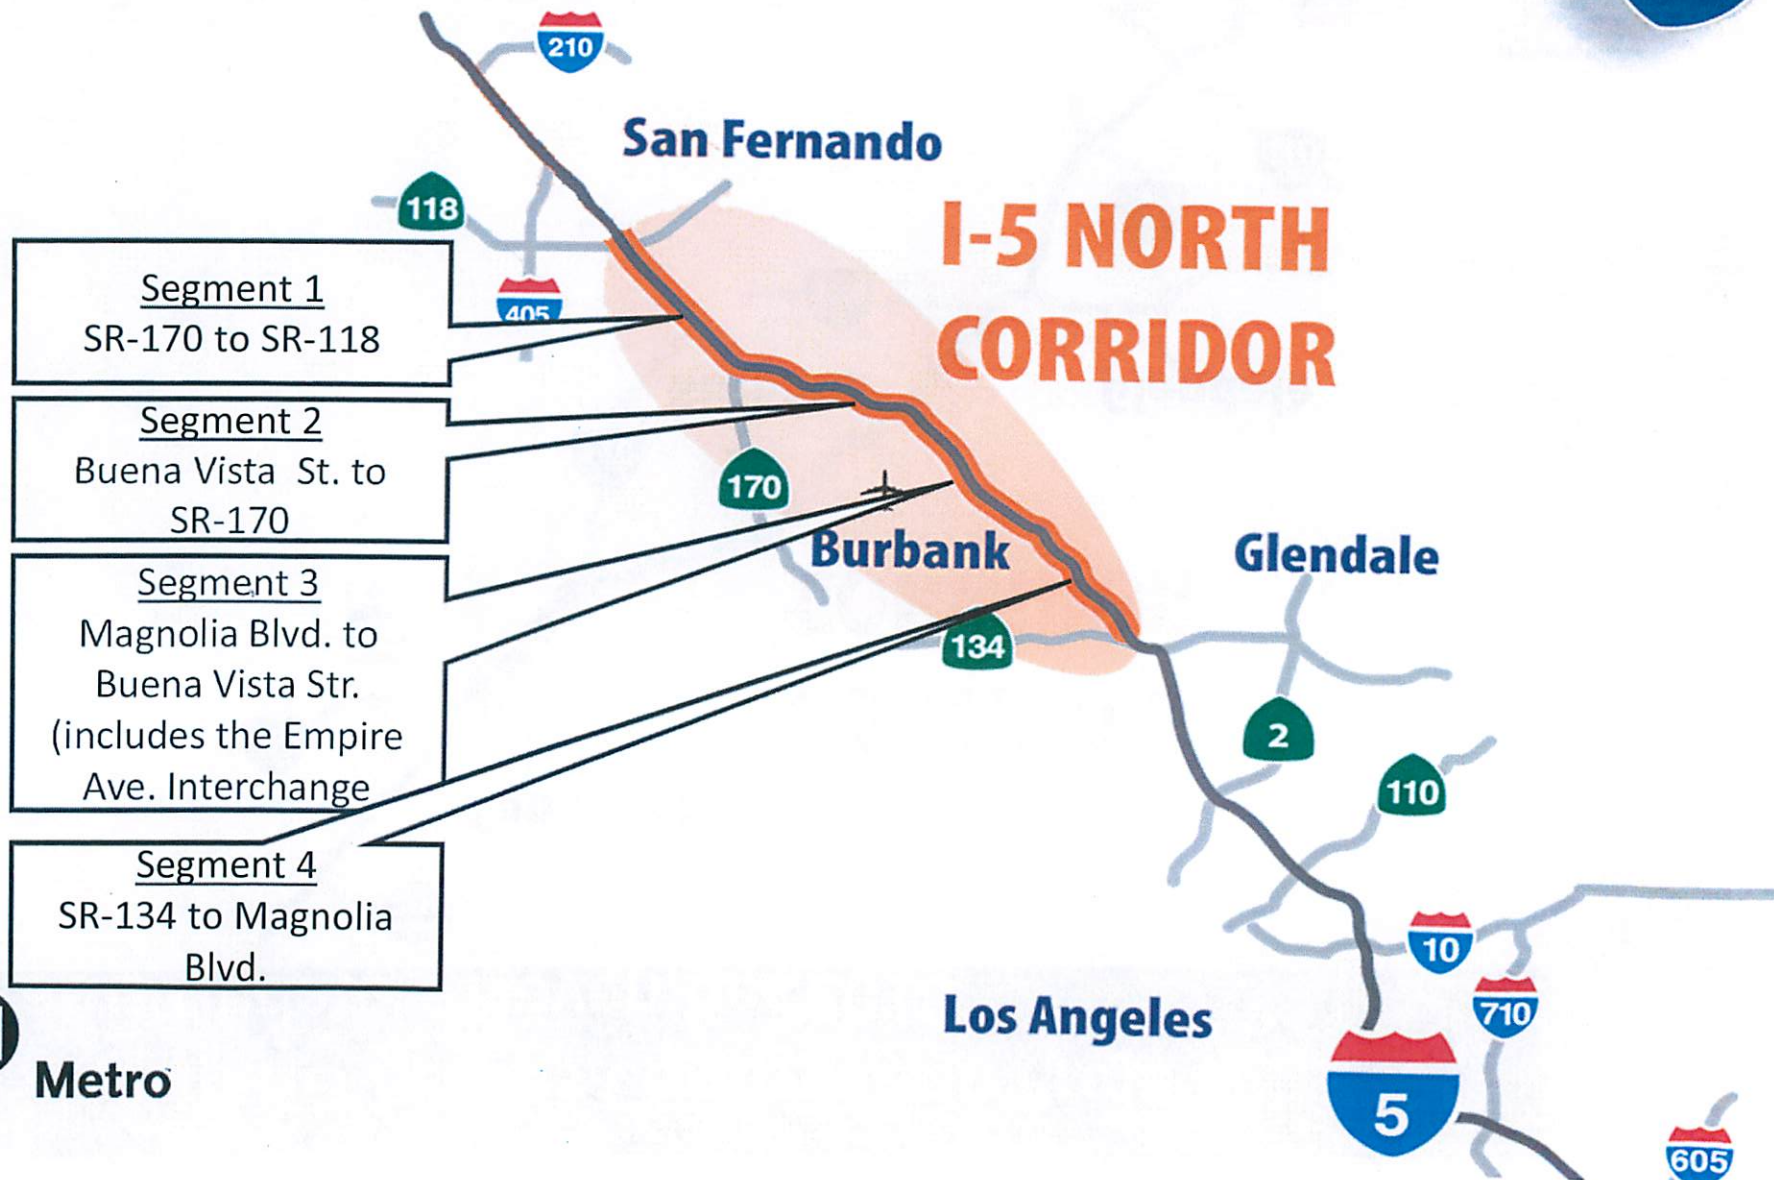 210
San Fernando
118
I-5 NORTH
CORRIDOR
Segment 1
SR-170 to SR-118
405
Segment 2
Buena Vista St. to
SR-170
170
Burbank
Glendale
Segment 3
Magnolia Blvd. to
Buena Vista Str.
(includes the Empire
Ave. Interchange
134
2
110
Segment 4
SR-134 to Magnolia
Blvd.
10
710
Los Angeles
5
Metro
605